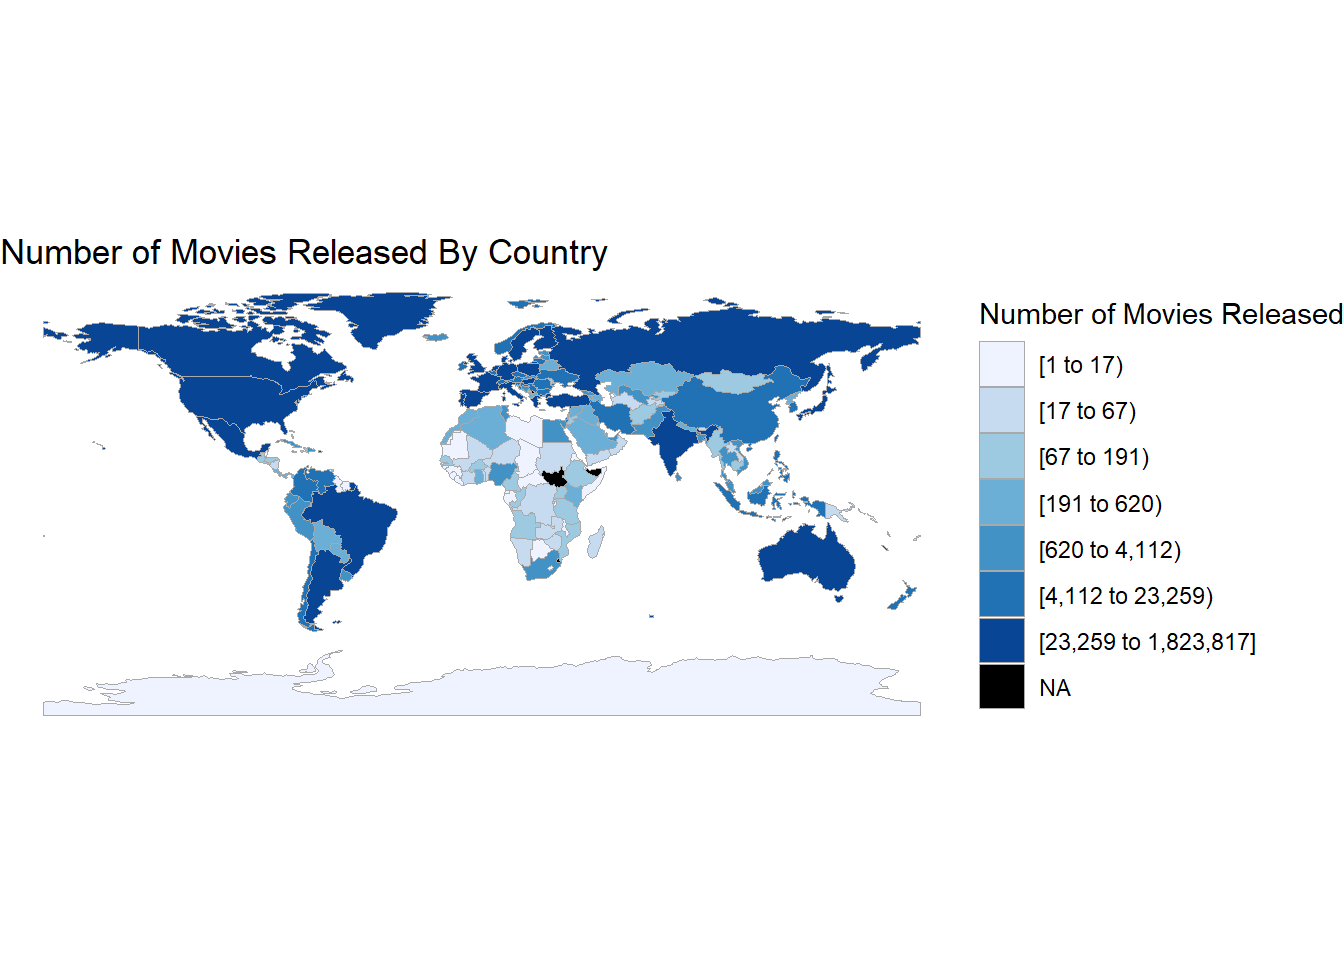 Number of Movies Released By Country
Number of Movies Released
[1 to 17)
[17 to 67)
[67 to 191)
[191 to 620)
[620 to 4,112)
[4,112 to 23,259)
[23,259 to 1,823,817]
NA